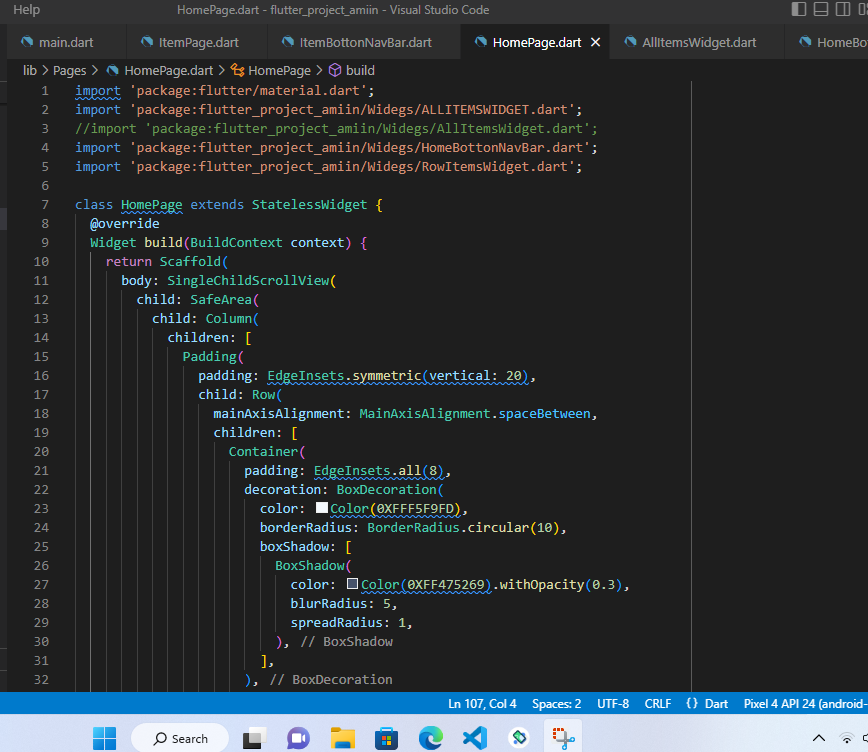 Help
HomePage.dart - flutter_project_amiin - Visual Studio Code
main.dart
ItemPage.dart
ItemBottonNavBar.dart
HomePage.dart
AllItemsWidget.dart
HomeBo
lib > Pages > HomePage.dart > HomePage > build
1 import 'package:flutter/material.dart';
2 import 'package:flutter_project_amiin/Widegs/ALLITEMSWIDGET.dart';
3 //import 'package:flutter_project_amiin/Widegs/AllItemsWidget.dart';
4 import 'package:flutter_project_amiin/Widegs/HomeBottonNavBar.dart';
5 import 'package:flutter_project_amiin/Widegs/RowItemsWidget.dart';
6
7 class HomePage extends StatelessWidget {
8 @override
9 Widget build(BuildContext context) {
10 return Scaffold(
11 body: SingleChildScrollView(
12 child: SafeArea(
13 child: Column(
14 children: [
15 Padding(
16 padding: EdgeInsets.symmetric(vertical: 20),
17 child: Row(
18 mainAxisAlignment: MainAxisAlignment.spaceBetween,
19 children: [
20 Container(
21 padding: EdgeInsets.all(8),
22 decoration: BoxDecoration(
23 color: Color(0XFFF5F9FD),
24 borderRadius: BorderRadius.circular(10),
25 boxShadow: [
26 BoxShadow(
27 color: Color(0XFF475269).withOpacity(0.3),
28 blurRadius: 5,
29 spreadRadius: 1,
30 ), // BoxShadow
31 ],
32 ), // BoxDecoration
Ln 107, Col 4 Spaces: 2 UTF-8 CRLF {} Dart Pixel 4 API 24 (android-
Search